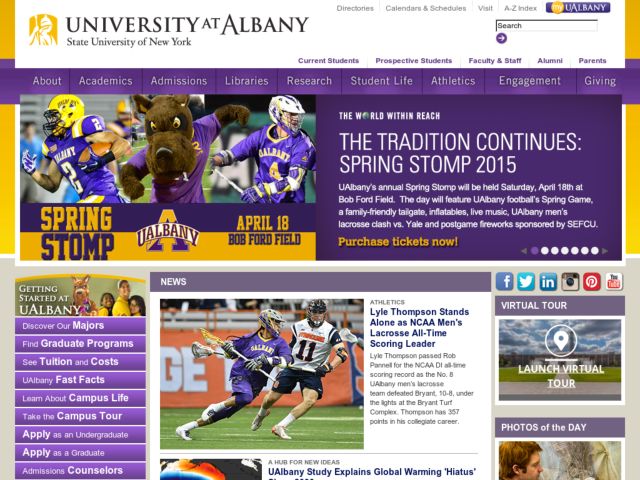 Directories
Calendars & Schedules
Visit
A-Z Index
my UALBANY
UNIVERSITY AT ALBANY
State University of New York
Search
Current Students
Prospective Students
Faculty & Staff
Alumni
Parents
About
Academics
Admissions
Libraries
Research
Student Life
Athletics
Engagement
Giving
THE WORLD WITHIN REACH
THE TRADITION CONTINUES:
SPRING STOMP 2015
UAlbany's annual Spring Stomp will be held Saturday, April 18th at
Bob Ford Field. The day will feature UAlbany football's Spring Game,
a family-friendly tailgate, inflatables, live music, UAlbany men's
lacrosse clash vs. Yale and postgame fireworks sponsored by SEFCU.
Purchase tickets now!
ALBANY
2
ALBANY
SPRING
STOMP
UALBANY
APRIL 18
BOB FORD FIELD
GETTING
STARTED AT
UALBANY
Discover Our Majors
Find Graduate Programs
See Tuition and Costs
UAlbany Fast Facts
Learn About Campus Life
Take the Campus Tour
Apply as an Undergraduate
Apply as a Graduate
Admissions Counselors
NEWS
11
ATHLETICS
Lyle Thompson Stands
Alone as NCAA Men's
Lacrosse All-Time
Scoring Leader
Lyle Thompson passed Rob
Pannell for the NCAA DI all-time
scoring record as the No. 8
UAlbany men's lacrosse
team defeated Bryant, 10-8, under
the lights at the Bryant Turf
Complex. Thompson has 357
points in his collegiate career.
A HUB FOR NEW IDEAS
UAlbany Study Explains Global Warming 'Hiatus'
You Tube
VIRTUAL TOUR
LAUNCH VIRTUAL
TOUR
PHOTOS of the DAY